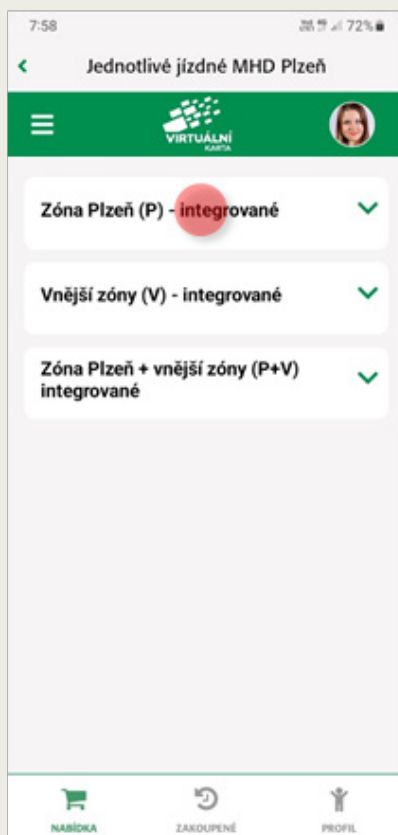 7:58
72%
Jednotlivé jízdné MHD Plzeň
VIRTUÁLNÍ
KARTA
Zóna Plzeň (P) - integrované
Vnější zóny (V) - integrované
Zóna Plzeň + vnější zóny (P+V)
integrované
NABÍDKA
ZAKOUPENÉ
PROFIL